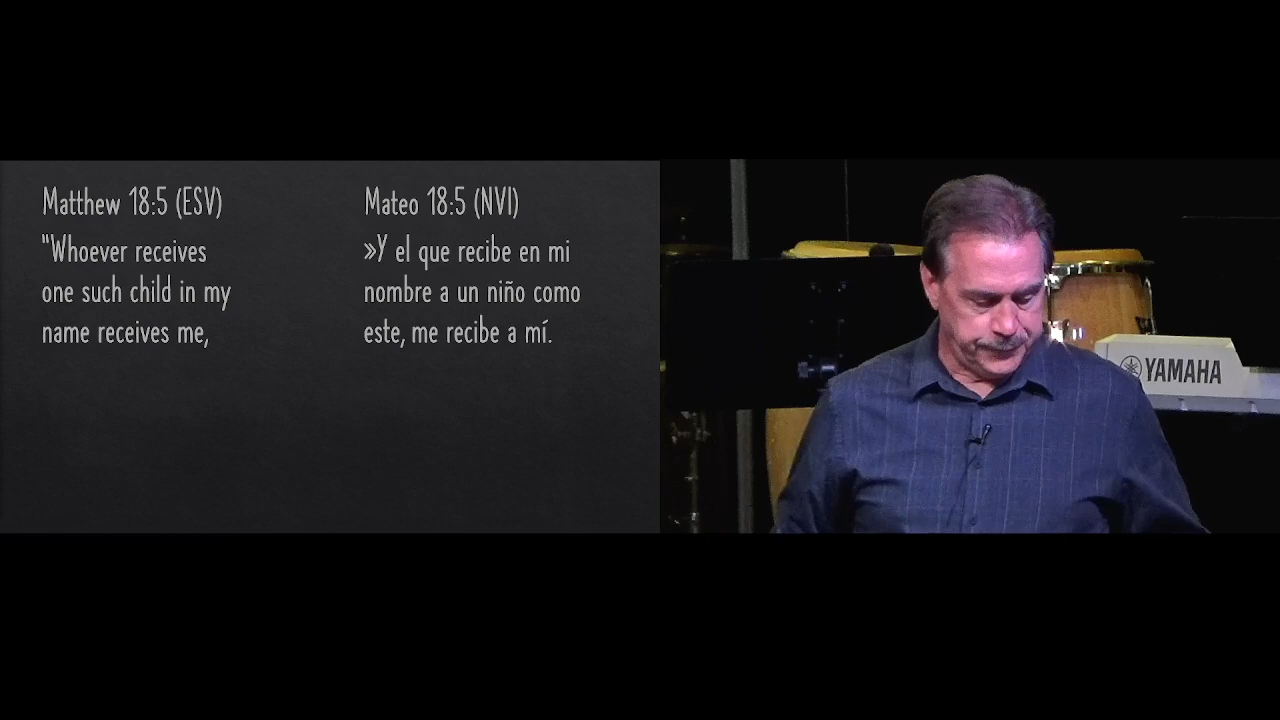 Matthew 18:5 (ESV)
"Whoever receives
one such child in my
name receives me,
Mateo 18:5 (NVI)
»Y el que recibe en mi
nombre a un niño como
este, me recibe a mí.
YAMAHA